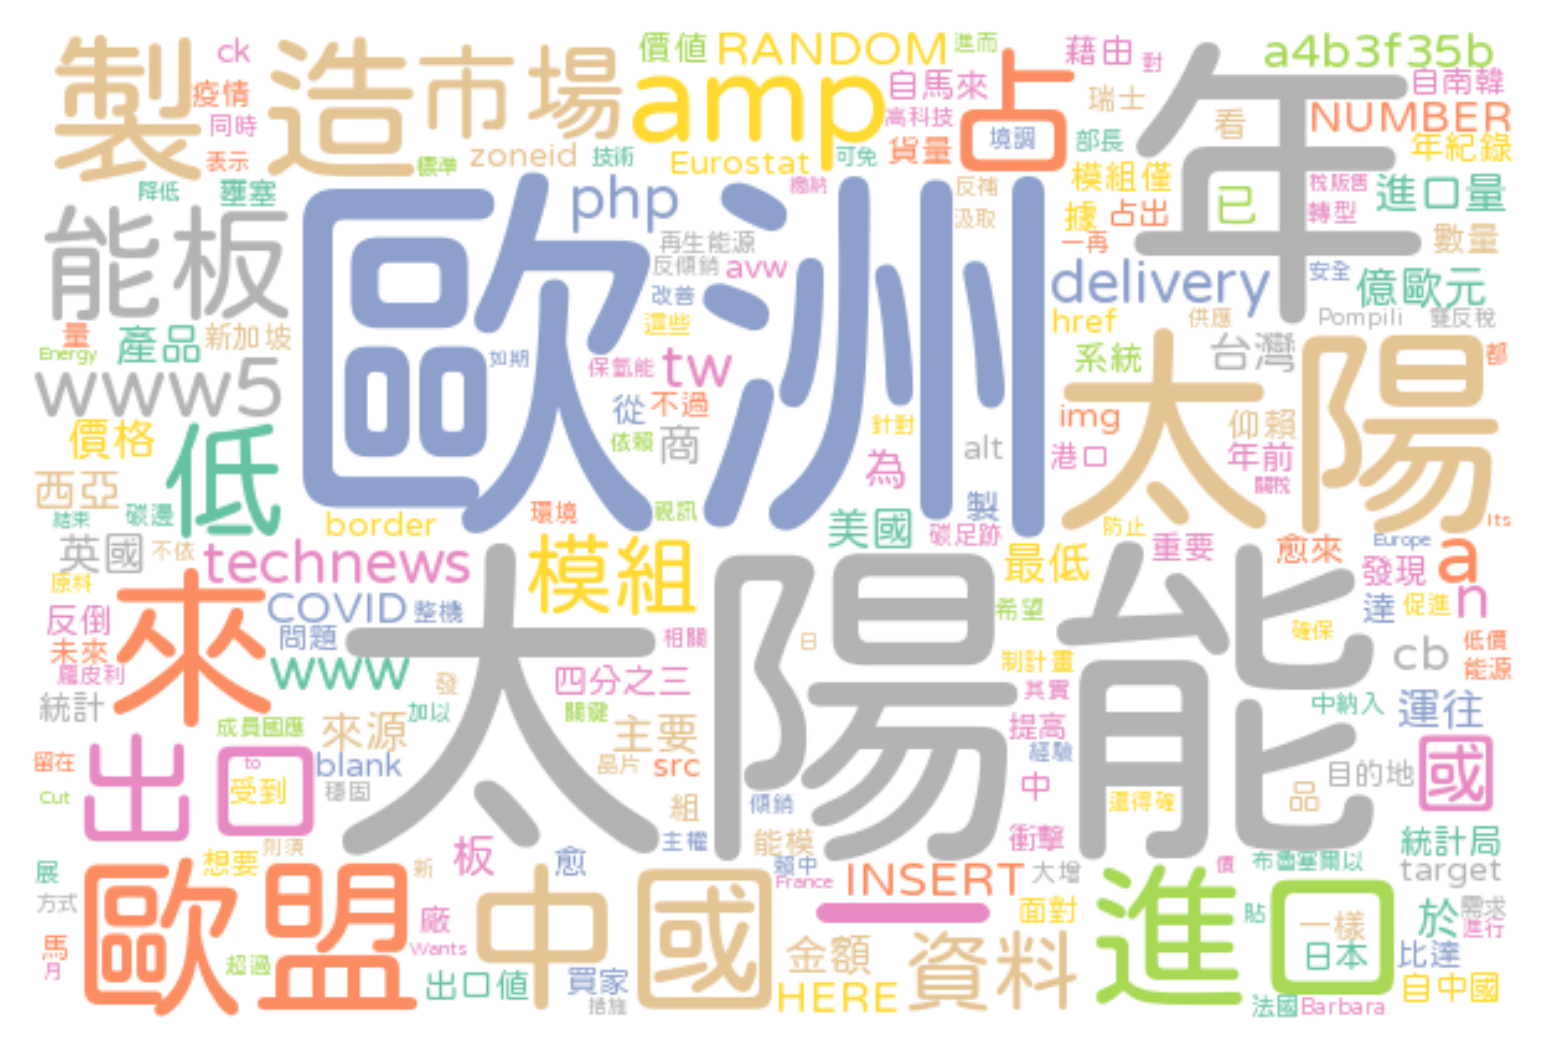 製造
市場
ck
疫情
同時
表示
價值
RANDOM
進而
藉由
對
a4b3f35b
amp
自馬來
高科技
貨量
占
境調
瑞士
部長
年
看
自南韓
NUMBER
年紀錄
zoneid
標準
技術
Eurostat
可免
模組僅
據
占出
一再
已
稅販售
轉型
進口量
數量
降低
壅塞
能板
歐洲
php
繳納
反補
汲取
再生能源
反傾銷
avw
改善
這些
delivery
href
供應
安全
億歐元
Pompili
雙反稅
量
Energy
產品
新加坡
www5
如期
保氫能
tw
從
不過
依賴
商
針對
為
alt
系統
台灣
太陽
都
img
仰賴
港口
年前
關稅
價格
低
西亞
結束
碳邊
border
環境
視訊
美國
製
碳足跡
防止
重要
愈來
Europe
Its
a
英國
不依
原料
technews
模組
最低
發現
n
來
COVID
整機
太陽能
希望
達
促進
反倒
未來
龐皮利
問題
www
相關
日
制計畫
確保
cb
低價
能源
統計
發
四分之三
其實
中納入
運往
成員國應
加以
關鍵
來源
主要
提高
經驗
留在
出口
to
受到
blank
穩固
晶片
src
中
目的地
國
Cut
組
傾銷
還得確
品
主權
能模
衝擊
統計局
展
想要
則須
新
板
愈
賴中
France
INSERT
大增
價
布魯塞爾以
target
方式
歐盟
中國
一
面對
進口
貼
一樣
日本
於
需求
進行
馬
月
超過
廠
Wants
出口值
買家
措施
金額
HERE
資料
比達
自中國
法國
Barbara